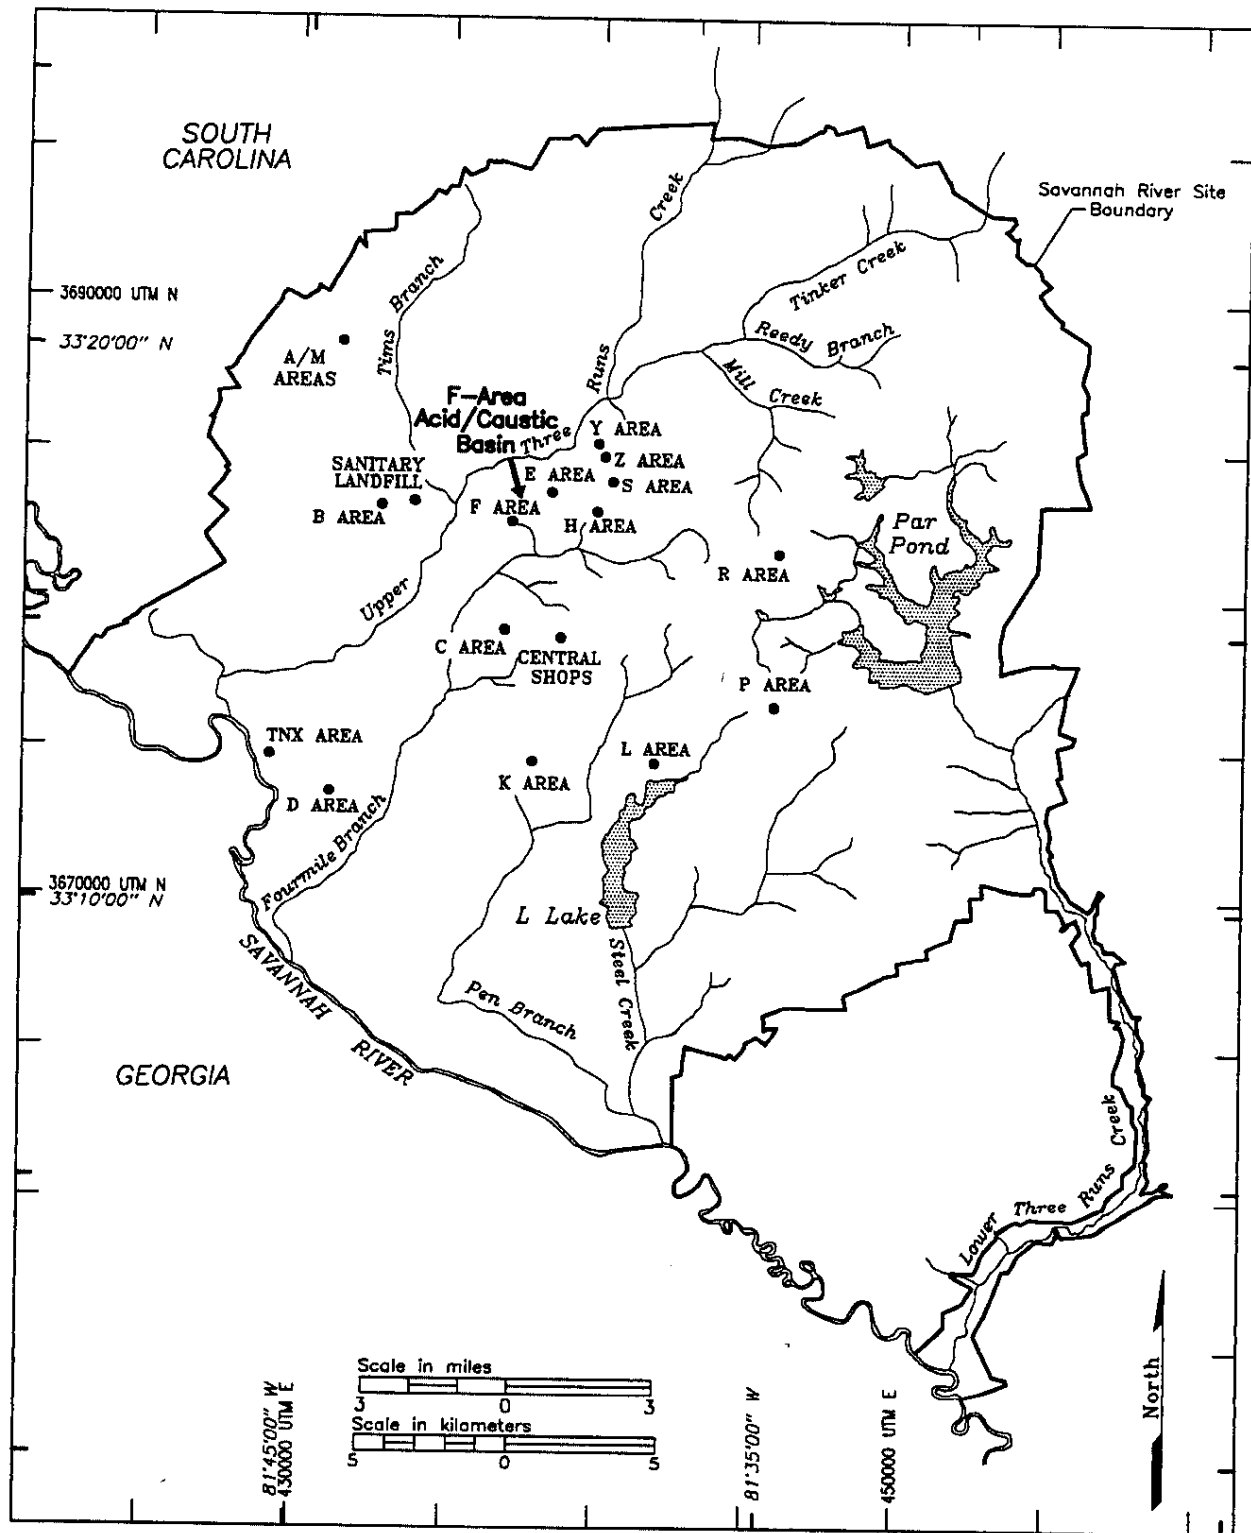 SOUTH
CAROLINA
Savannah River Site
Boundary
Creek
Runs
Three
Upper
Tims Branch
Tinker Creek
Reedy Branch
Mill Creek
3690000 UTM N
33°20'00" N
A/M
AREAS
F-Area
Acid/Caustic
Basin
Y AREA
Z AREA
SANITARY
LANDFILL
E AREA
S AREA
B AREA
F AREA
H AREA
Par
Pond
R AREA
C AREA
CENTRAL
SHOPS
P AREA
TNX AREA
L AREA
K AREA
D AREA
Fourmile Branch
3670000 UTM N
33°10'00" N
L Lake
Steel Creek
SAVANNAH
RIVER
Pen Branch
GEORGIA
Lower Three Runs Creek
Scale in miles
3 0 3
Scale in kilometers
5 0 5
81°45'00" W
430000 UTM E
81°35'00" W
450000 UTM E
North